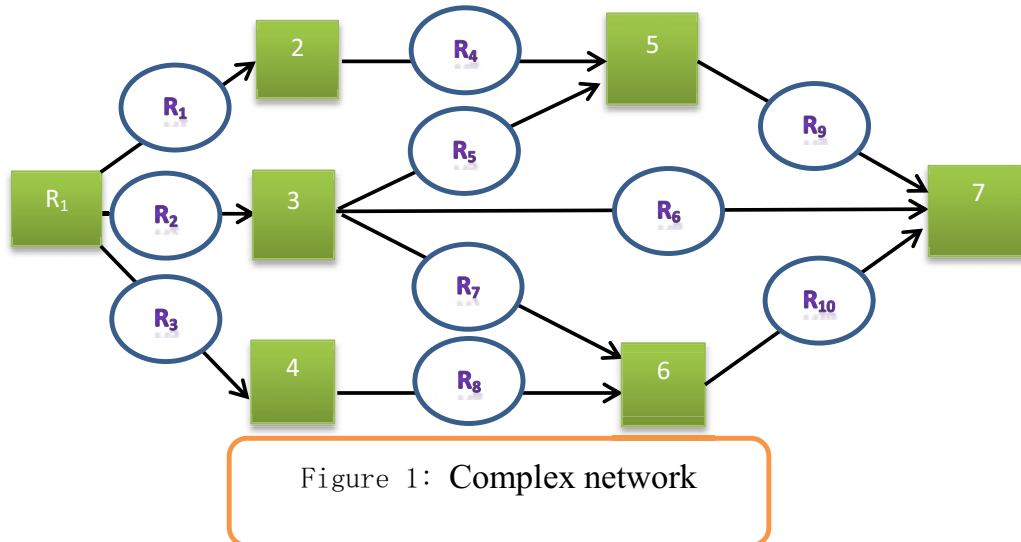 2
R₄
5
R₁
R₅
R₉
R₁
R₂
3
R₆
7
R₃
R₇
R₁₀
4
R₈
6
Figure 1: Complex network